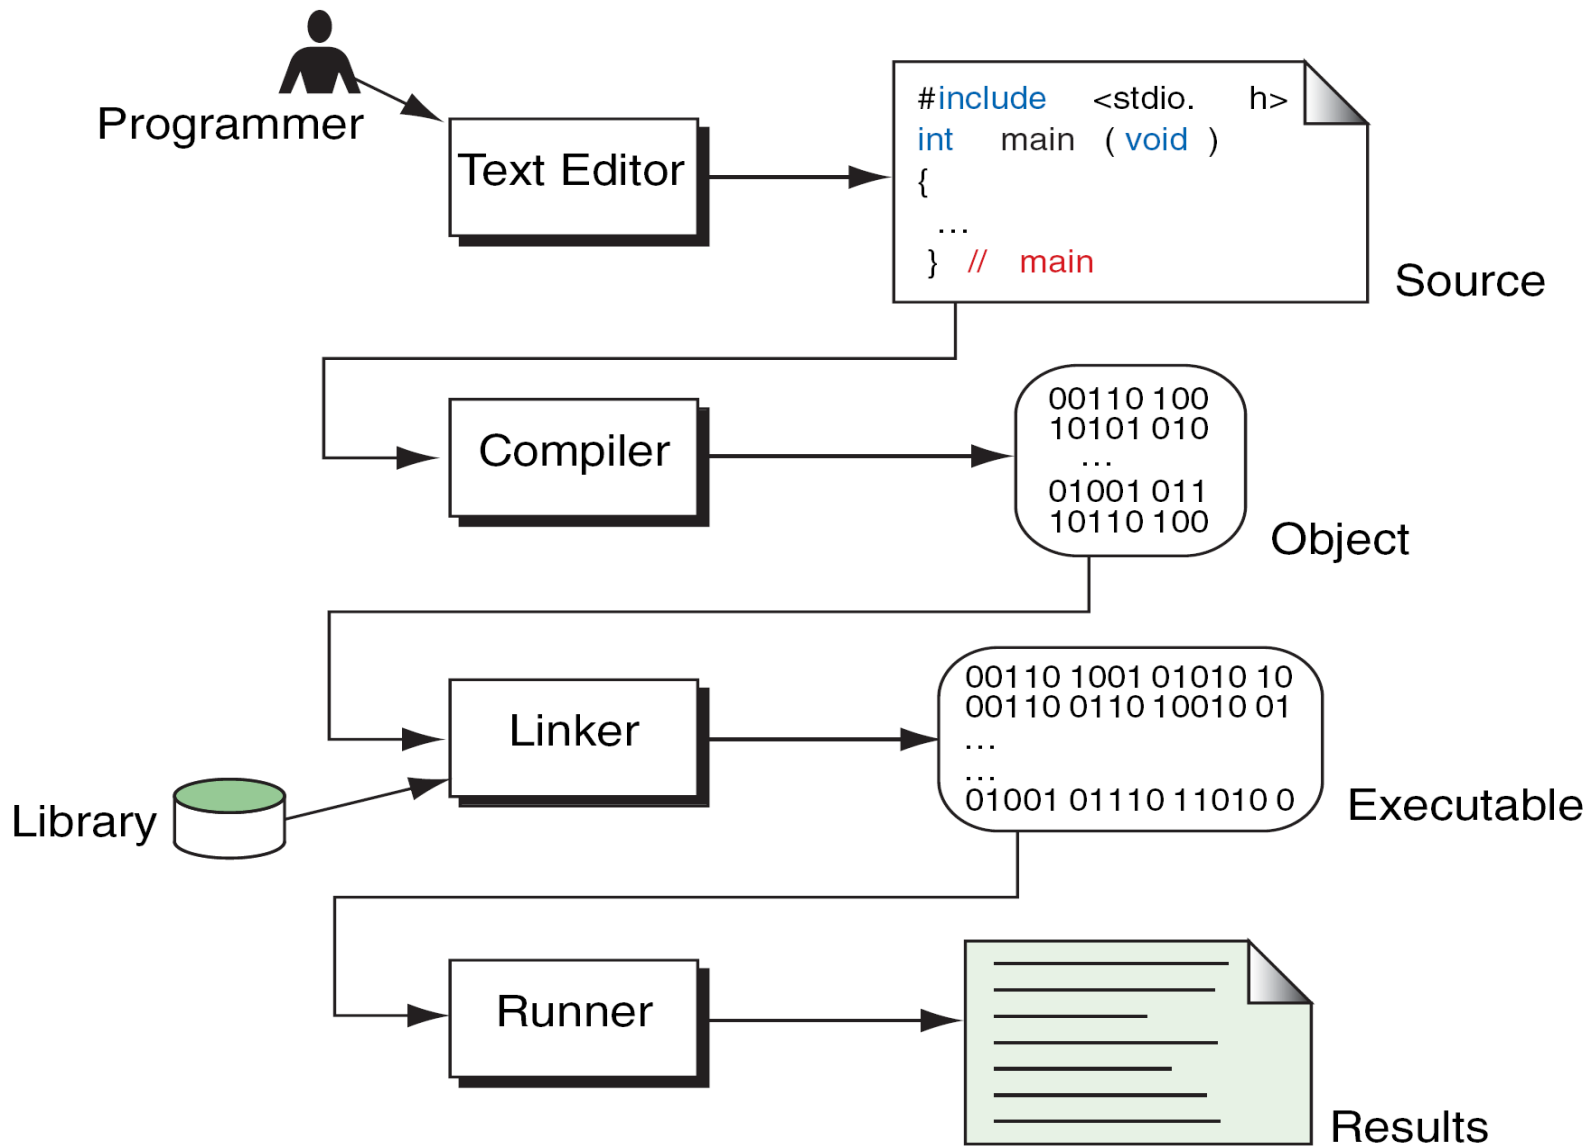 Programmer
Text Editor
#include <stdio. h>
int main ( void )
{
...
} // main
Source
Compiler
00110 100
10101 010
...
01001 011
10110 100
Object
Linker
Library
00110 1001 01010 10
00110 0110 10010 01
...
...
01001 01110 11010 0
Executable
Runner
Results